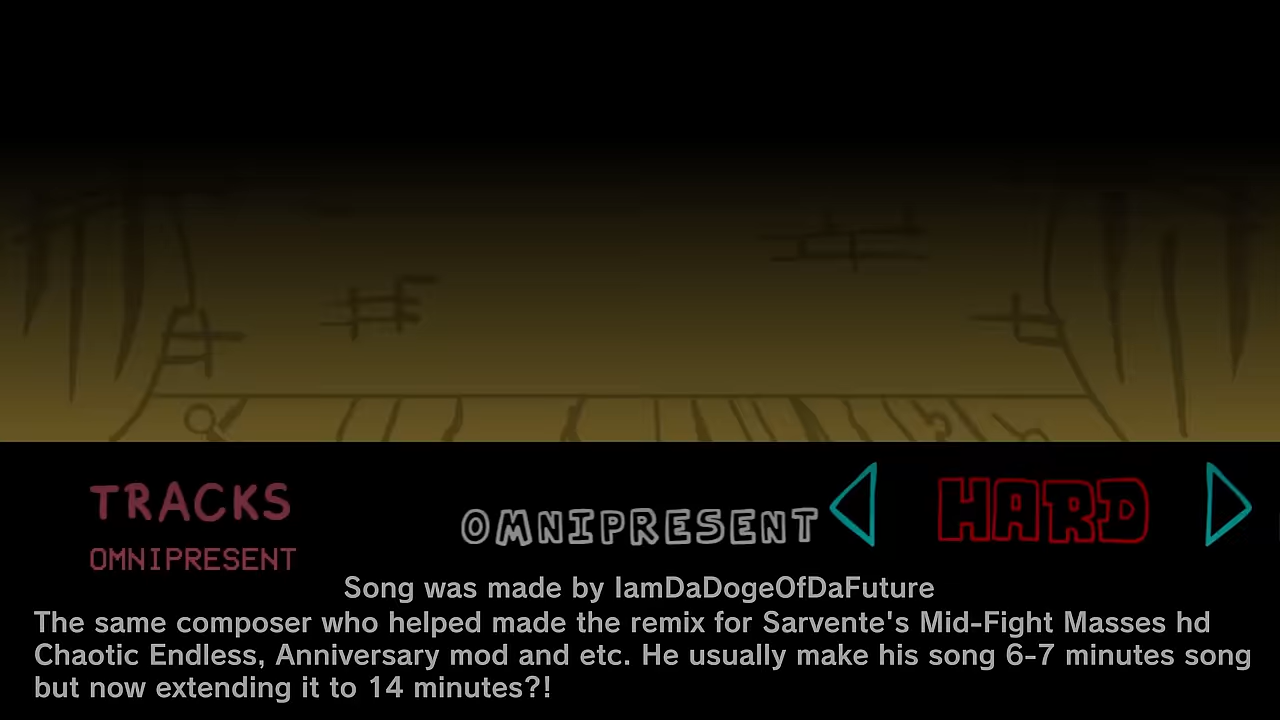 TRACKS
OMNIPRESENT
OMNIPRESENT
HARD
Song was made by IamDaDogeOfDaFuture
The same composer who helped made the remix for Sarvente's Mid-Fight Masses hd
Chaotic Endless, Anniversary mod and etc. He usually make his song 6-7 minutes song
but now extending it to 14 minutes?!